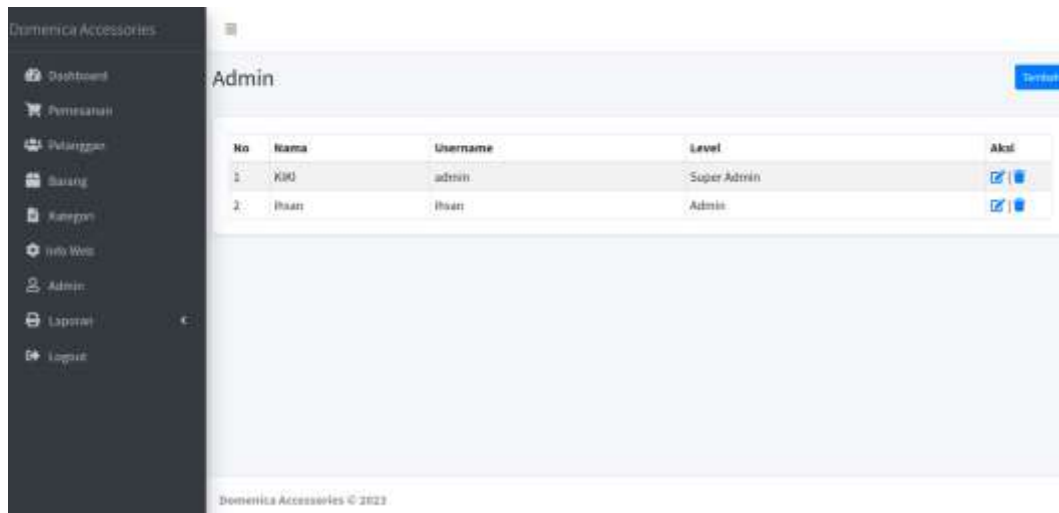 Domenica Accessories
Dashboard
Pemesanan
Pelanggan
Barang
Kategori
Info Web
Admin
Laporan
Logout
Admin
No Nama Username Level Aksi
1 KIKI admin Super Admin |
2 Ihsan Ihsan Admin |
Domenica Accessories © 2023